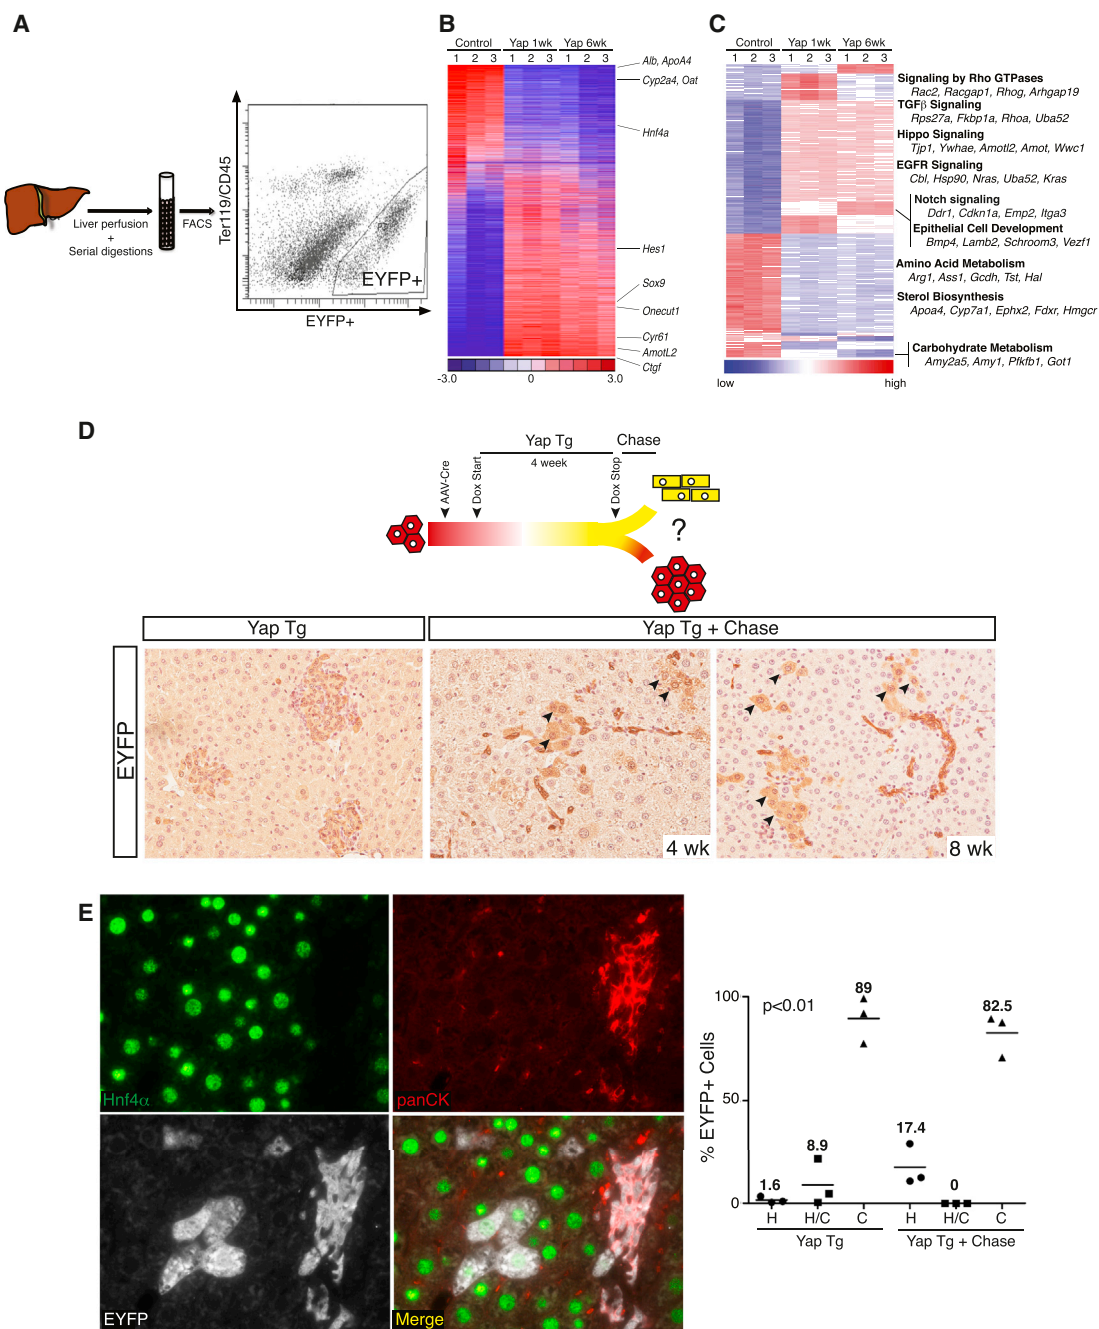 A
Liver perfusion
+
Serial digestions
FACS
Ter119/CD45
EYFP+
EYFP+
B
Control Yap 1wk Yap 6wk
1 2 3 1 2 3 1 2 3
Alb, ApoA4
Cyp2a4, Oat
Hnf4a
Hes1
Sox9
Onecut1
Cyr61
AmotL2
Ctgf
-3.0 0 3.0
C
Control Yap 1wk Yap 6wk
1 2 3 1 2 3 1 2 3
Signaling by Rho GTPases
Rac2, Racgap1, Rhog, Arhgap19
TGFβ Signaling
Rps27a, Fkbp1a, Rhoa, Uba52
Hippo Signaling
Tjp1, Ywhae, Amotl2, Amot, Wwc1
EGFR Signaling
Cbl, Hsp90, Nras, Uba52, Kras
Notch signaling
Ddr1, Cdkn1a, Emp2, Itga3
Epithelial Cell Development
Bmp4, Lamb2, Schroom3, Vezf1
Amino Acid Metabolism
Arg1, Ass1, Gcdh, Tst, Hal
Sterol Biosynthesis
Apoa4, Cyp7a1, Ephx2, Fdxr, Hmgcr
Carbohydrate Metabolism
Amy2a5, Amy1, Pfkfb1, Got1
low high
D
Yap Tg Chase
4 week
AAV-Cre
Dox Start
Dox Stop
?
Yap Tg
Yap Tg + Chase
EYFP
4 wk
8 wk
E
Hnf4α
panCK
EYFP
Merge
% EYFP+ Cells
100
50
0
p<0.01
1.6
8.9
89
17.4
0
82.5
H H/C C H H/C C
Yap Tg Yap Tg + Chase